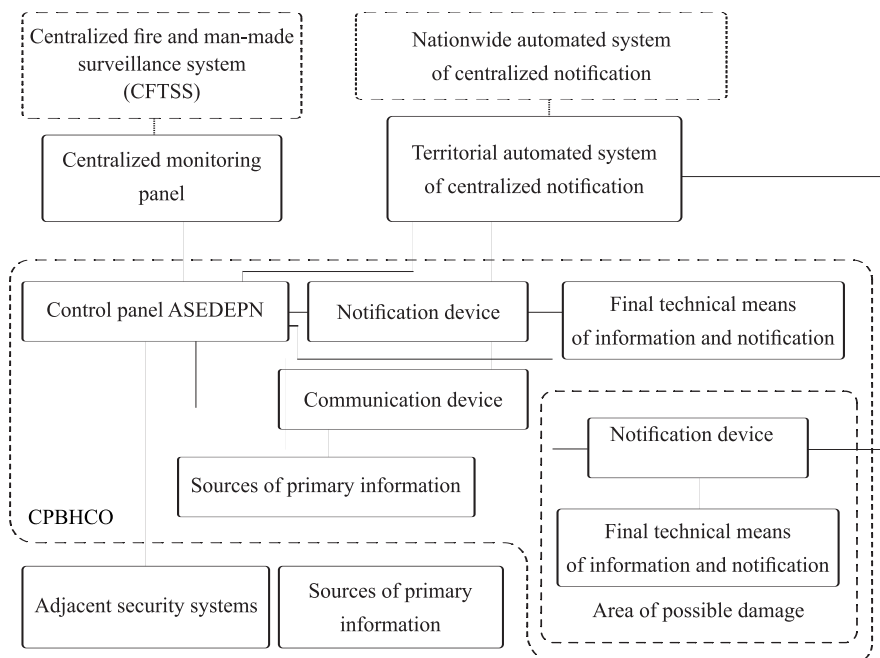 Centralized fire and man-made
surveillance system
(CFTSS)
Nationwide automated system
of centralized notification
Centralized monitoring
panel
Territorial automated system
of centralized notification
Control panel ASEDEPN
Notification device
Final technical means
of information and notification
Communication device
Notification device
Sources of primary information
CPBHCO
Final technical means
of information and notification
Adjacent security systems
Sources of primary
information
Area of possible damage